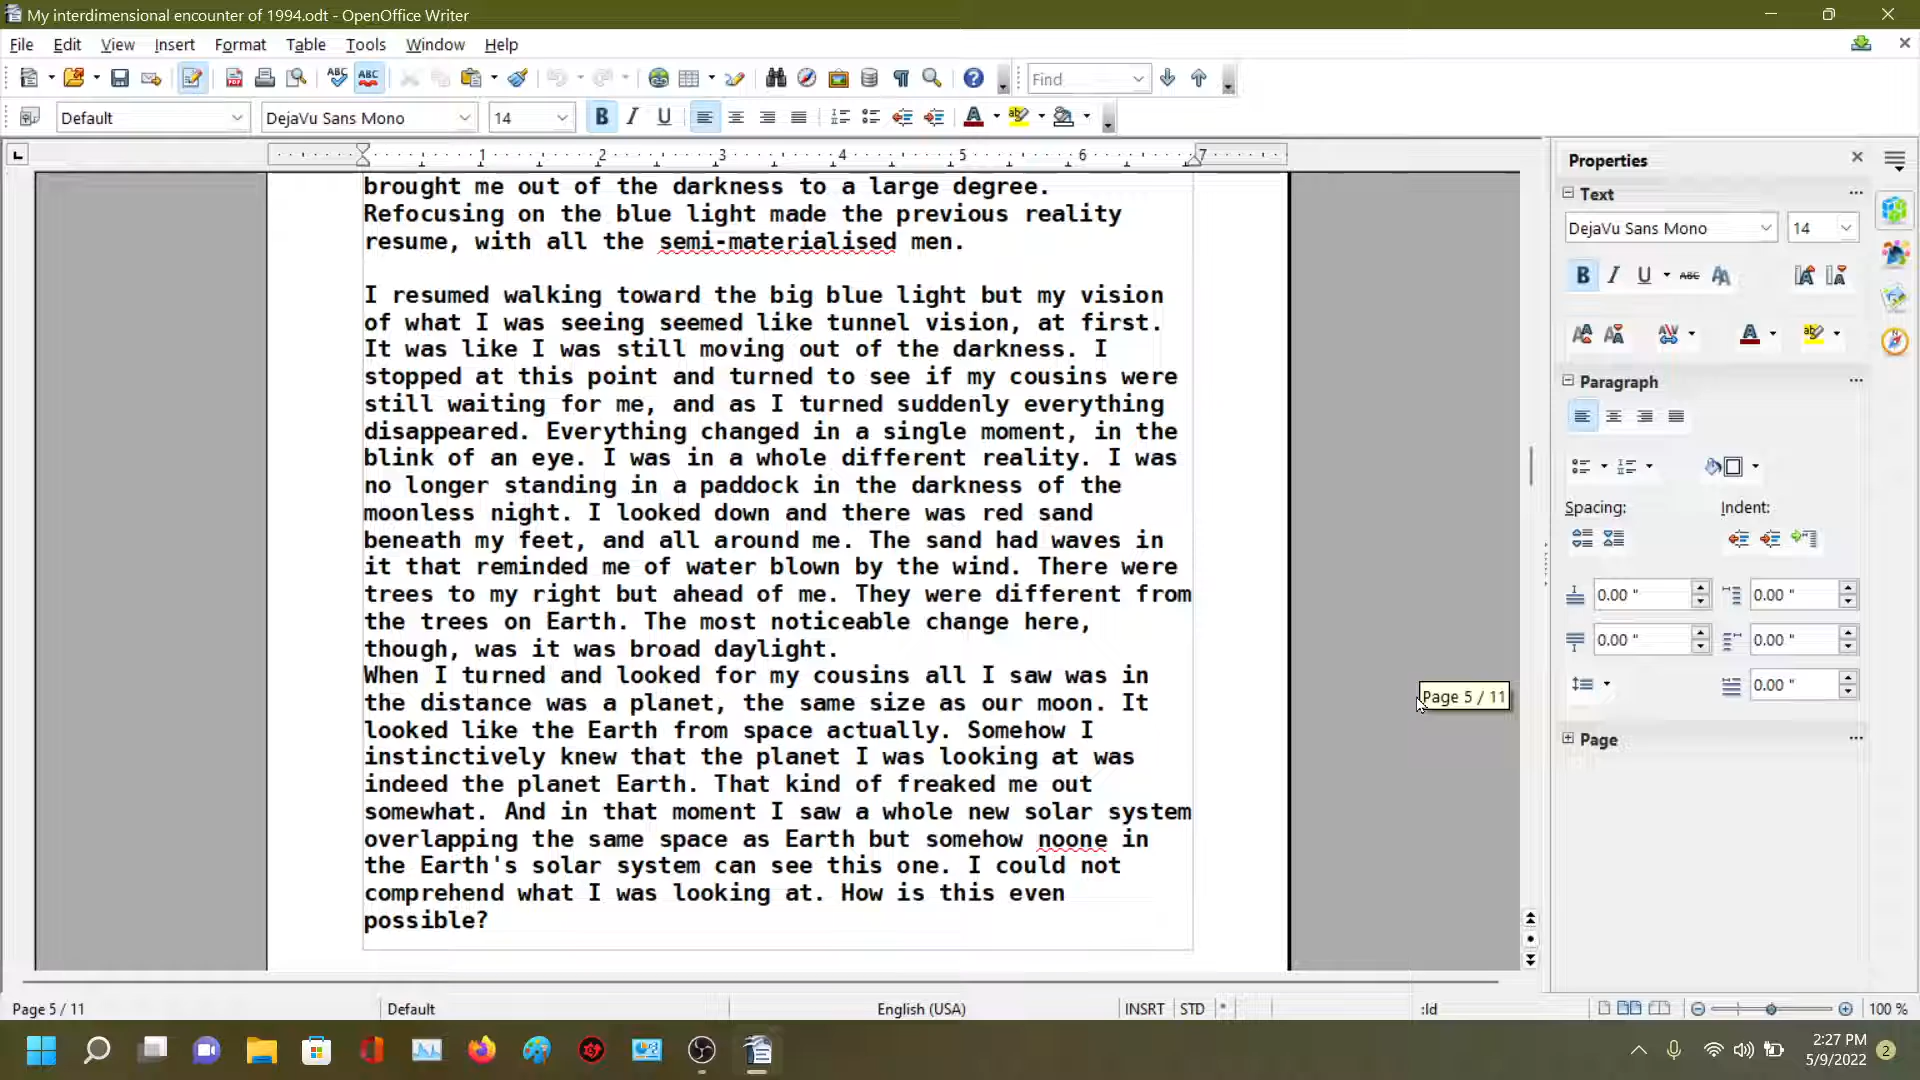 My interdimensional encounter of 1994.odt - OpenOffice Writer
File Edit View Insert Format Table Tools Window Help
ABC ABC Find
Default DejaVu Sans Mono 14 B I U A
1 2 3 4 5 6 7
brought me out of the darkness to a large degree.
Refocusing on the blue light made the previous reality
resume, with all the semi-materialised men.
I resumed walking toward the big blue light but my vision
of what I was seeing seemed like tunnel vision, at first.
It was like I was still moving out of the darkness. I
stopped at this point and turned to see if my cousins were
still waiting for me, and as I turned suddenly everything
disappeared. Everything changed in a single moment, in the
blink of an eye. I was in a whole different reality. I was
no longer standing in a paddock in the darkness of the
moonless night. I looked down and there was red sand
beneath my feet, and all around me. The sand had waves in
it that reminded me of water blown by the wind. There were
trees to my right but ahead of me. They were different from
the trees on Earth. The most noticeable change here,
though, was it was broad daylight.
When I turned and looked for my cousins all I saw was in
the distance was a planet, the same size as our moon. It
looked like the Earth from space actually. Somehow I
instinctively knew that the planet I was looking at was
indeed the planet Earth. That kind of freaked me out
somewhat. And in that moment I saw a whole new solar system
overlapping the same space as Earth but somehow noone in
the Earth's solar system can see this one. I could not
comprehend what I was looking at. How is this even
possible?
Page 5 / 11
Properties
Text
DejaVu Sans Mono 14
B I U ABC
Paragraph
Spacing: Indent:
0.00 " 0.00 "
0.00 " 0.00 "
0.00 "
Page
Page 5 / 11 Default English (USA) INSRT STD * :ld 100 %
2:27 PM
5/9/2022 2